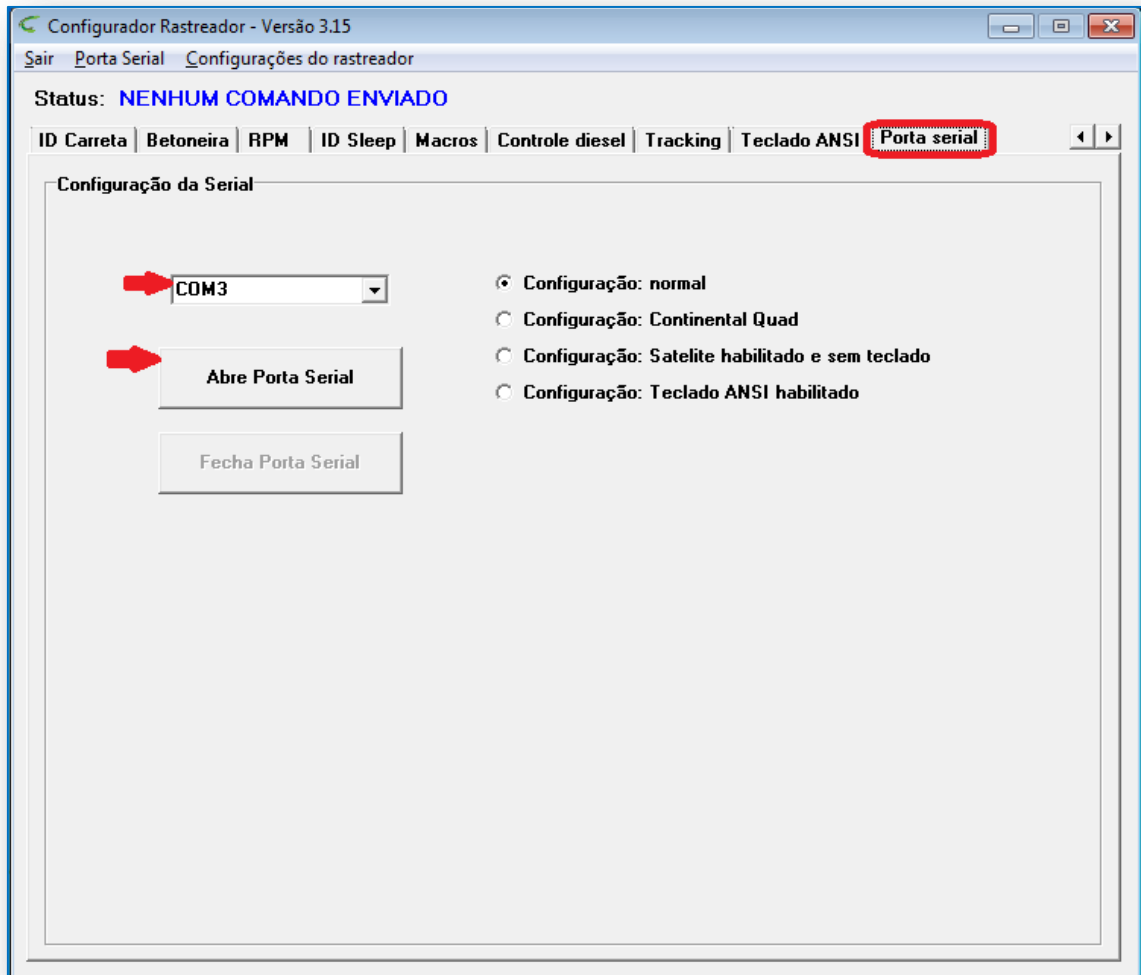 Configurador Rastreador - Versão 3.15
Sair Porta Serial Configurações do rastreador
Status: NENHUM COMANDO ENVIADO
ID Carreta Betoneira RPM ID Sleep Macros Controle diesel Tracking Teclado ANSI Porta serial
Configuração da Serial
COM3
Abre Porta Serial
Fecha Porta Serial
Configuração: normal
Configuração: Continental Quad
Configuração: Satelite habilitado e sem teclado
Configuração: Teclado ANSI habilitado